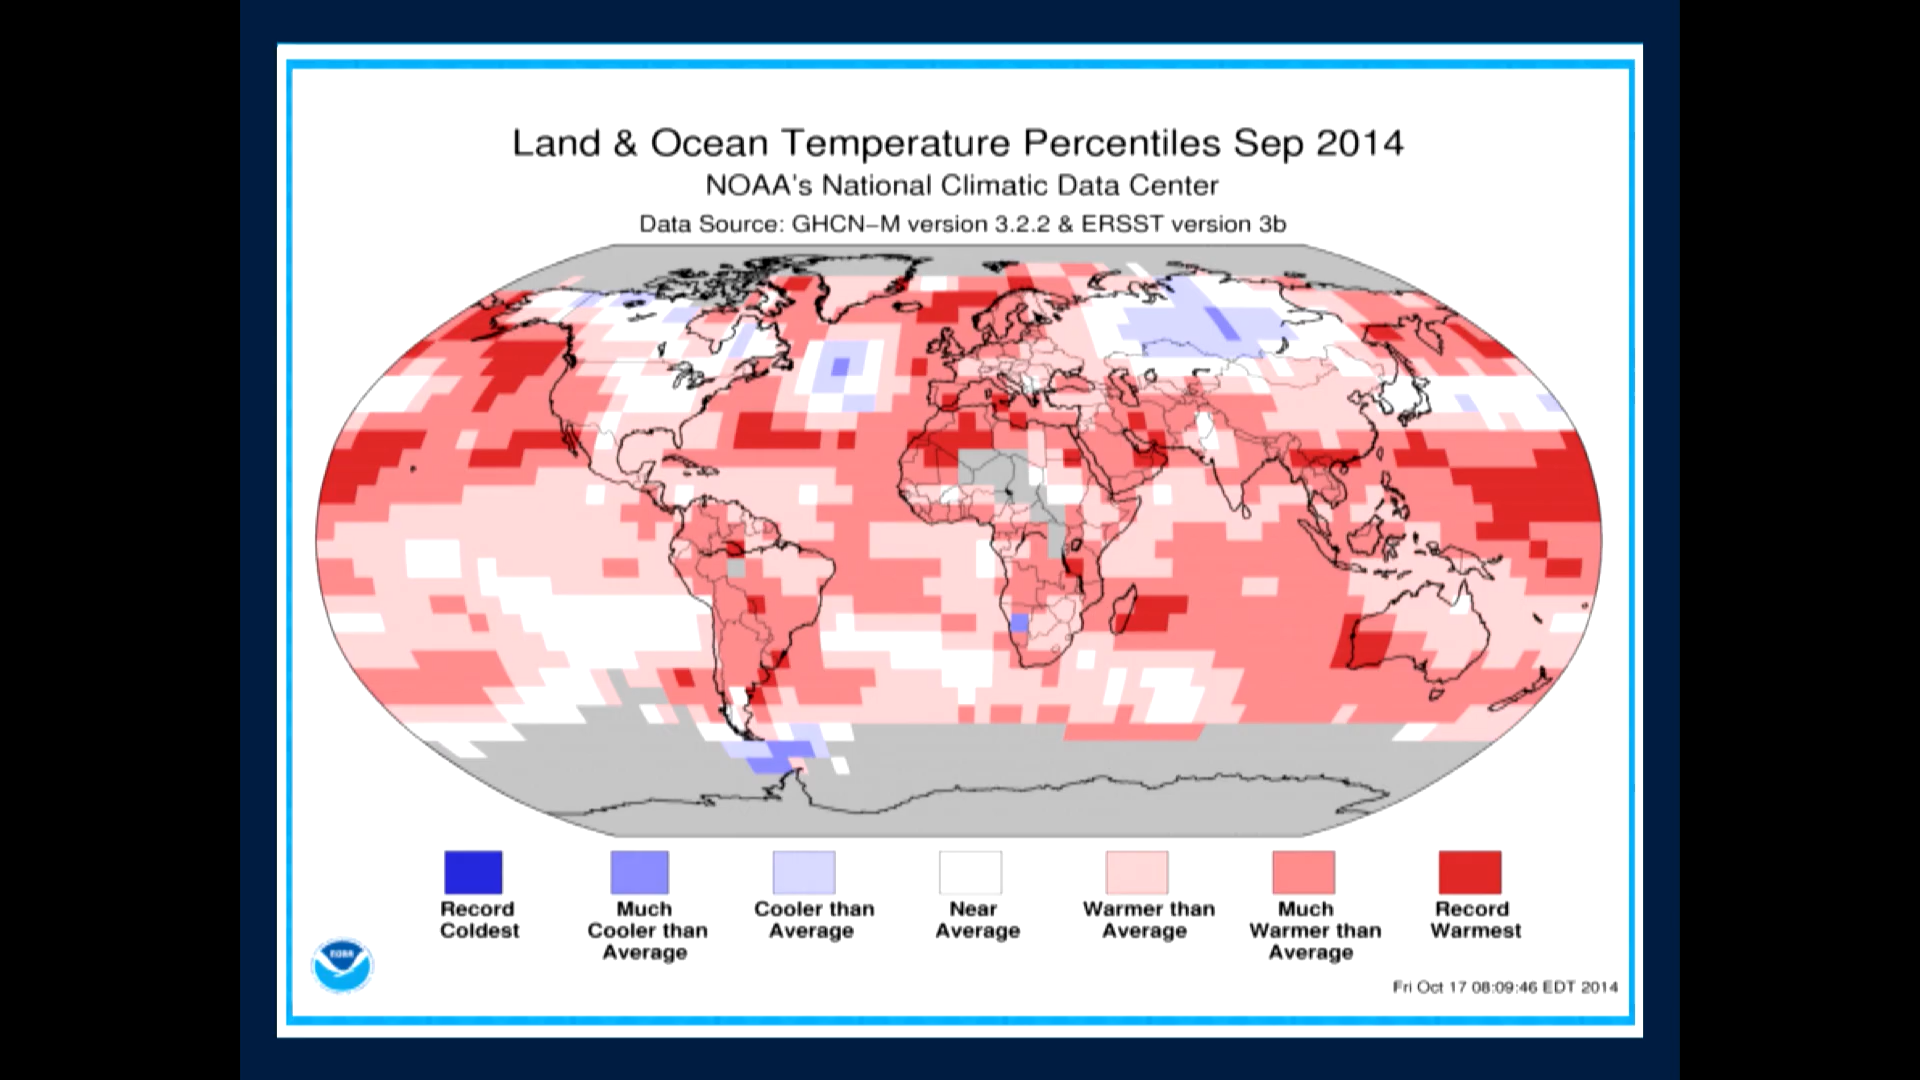 Land & Ocean Temperature Percentiles Sep 2014
NOAA's National Climatic Data Center
Data Source: GHCN–M version 3.2.2 & ERSST version 3b
Record
Coldest
Much
Cooler than
Average
Cooler than
Average
Near
Average
Warmer than
Average
Much
Warmer than
Average
Record
Warmest
Fri Oct 17 08:09:46 EDT 2014